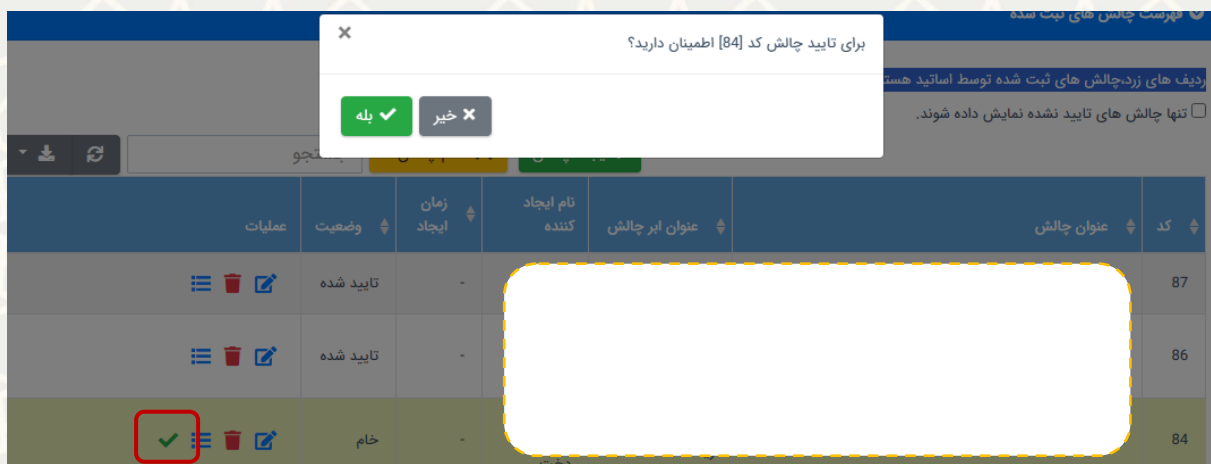 فهرست چالش های ثبت شده
برای تایید چالش کد [84] اطمینان دارید؟
× خیر
✓ بله
ردیف های زرد،چالش های ثبت شده توسط اساتید هست
تنها چالش های تایید نشده نمایش داده شوند.
کد
عنوان چالش
عنوان ابر چالش
نام ایجاد کننده
زمان ایجاد
وضعیت
عملیات
87
-
تایید شده
86
-
تایید شده
84
-
خام